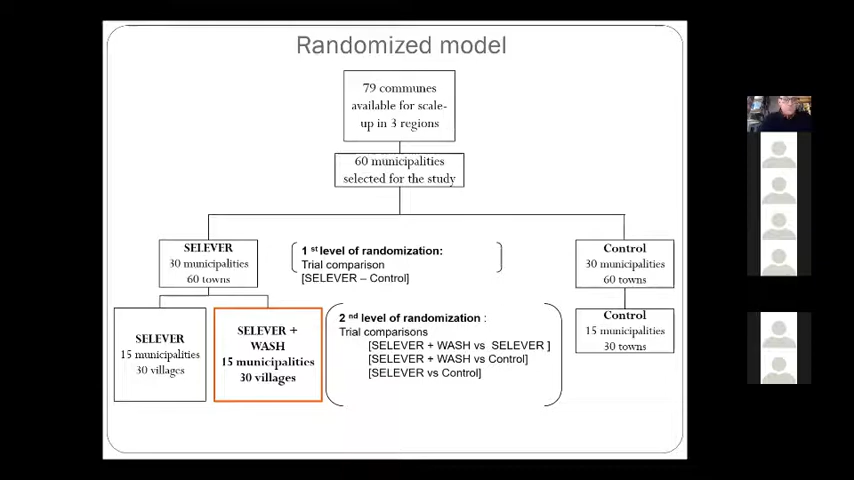 Randomized model
79 communes
available for scale-
up in 3 regions
60 municipalities
selected for the study
SELEVER
30 municipalities
60 towns
1 st level of randomization:
Trial comparison
[SELEVER – Control]
Control
30 municipalities
60 towns
SELEVER
15 municipalities
30 villages
SELEVER +
WASH
15 municipalities
30 villages
2 nd level of randomization :
Trial comparisons
[SELEVER + WASH vs SELEVER ]
[SELEVER + WASH vs Control]
[SELEVER vs Control]
Control
15 municipalities
30 towns